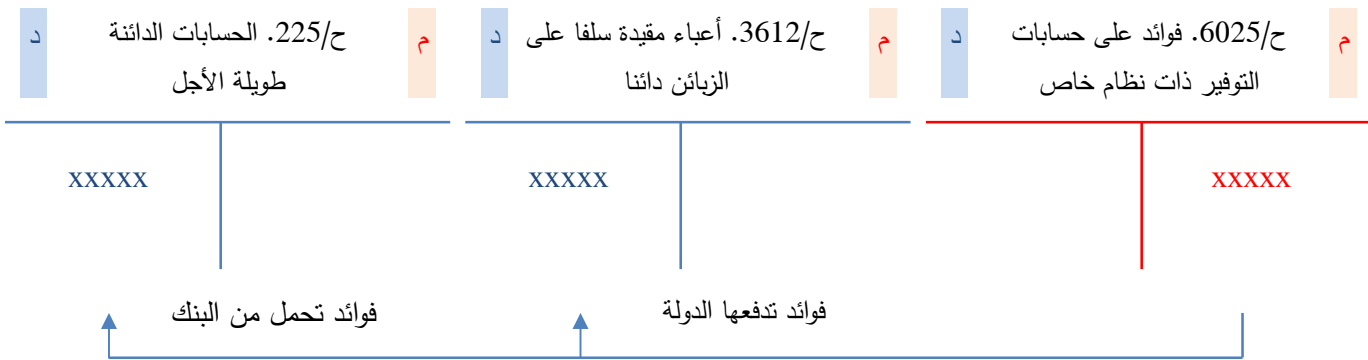 م ح/6025. فوائد على حسابات التوفير ذات نظام خاص د
م ح/3612. أعباء مقيدة سلفا على الزبائن دائنا د
م ح/225. الحسابات الدائنة طويلة الأجل د
xxxxx
xxxxx
xxxxx
فوائد تدفعها الدولة
فوائد تحمل من البنك